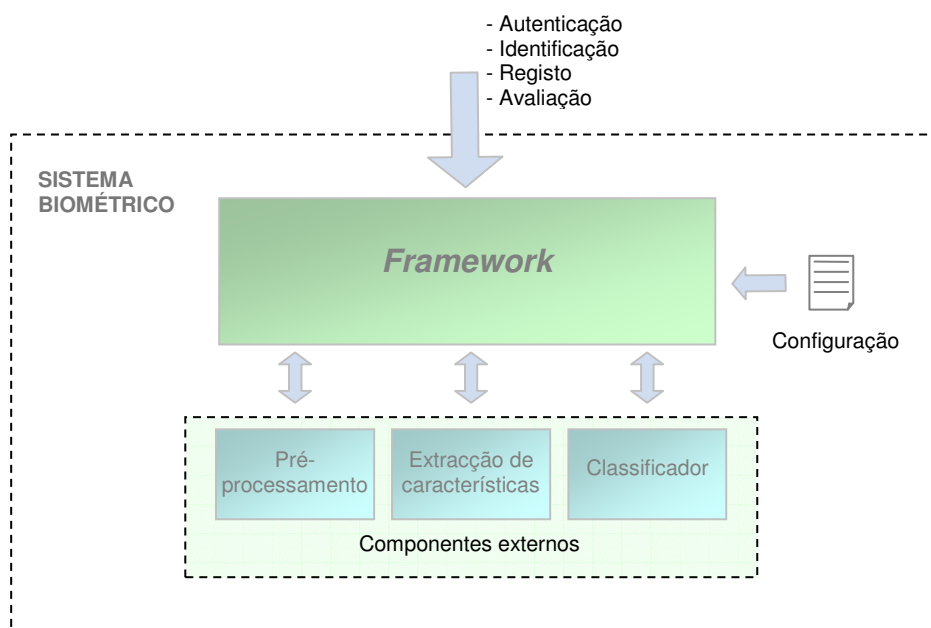 - Autenticação
- Identificação
- Registo
- Avaliação
SISTEMA
BIOMÉTRICO
Framework
Configuração
Pré-
processamento
Extracção de
características
Classificador
Componentes externos